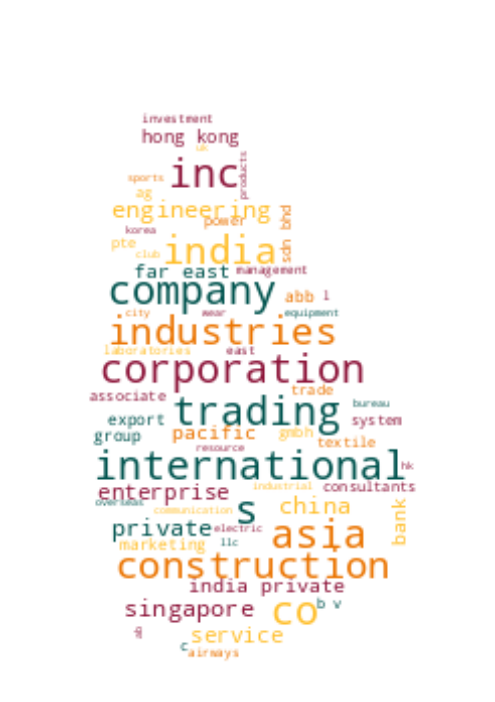 investment
hong kong
uk
sports inc products
ag
engineering
power sdn bhd
korea
pte india
club
far east management
company abb l
city wear equipment
industries
laboratories east
corporation
associate trade
trading bureau
export system
group pacific gmbh
textile
resource
international hk
enterprise industrial consultants
overseas s china
communication bank
private electric asia
marketing llc
construction
india private
singapore co b v
service
c
airways